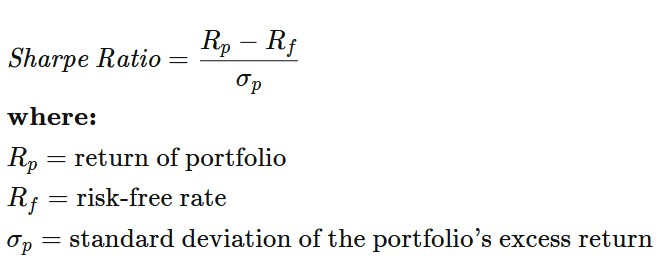 Sharpe Ratio = \frac{R_p − R_f}{σ_p}
where:
R_p = return of portfolio
R_f = risk-free rate
σ_p = standard deviation of the portfolio’s excess return